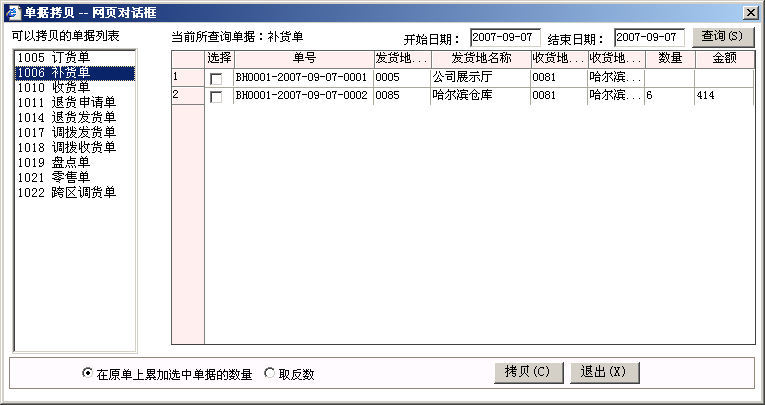 单据拷贝 -- 网页对话框
可以拷贝的单据列表
当前所查询单据：补货单 开始日期： 2007-09-07 结束日期： 2007-09-07 查询(S)
1005 订货单
1006 补货单
1010 收货单
1011 退货申请单
1014 退货发货单
1017 调拨发货单
1018 调拨收货单
1019 盘点单
1021 零售单
1022 跨区调货单
选择 单号 发货地... 发货地名称 收货地... 收货地... 数量 金额
1 BH0001-2007-09-07-0001 0005 公司展示厅 0081 哈尔滨...
2 BH0001-2007-09-07-0002 0085 哈尔滨仓库 0081 哈尔滨... 6 414
在原单上累加选中单据的数量 取反数 拷贝(C) 退出(X)